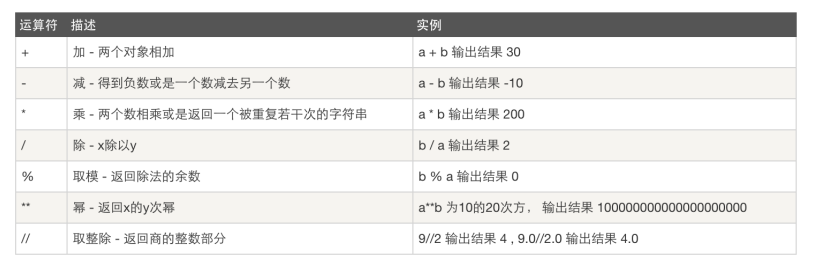 运算符 描述 实例
+ 加 - 两个对象相加 a + b 输出结果 30
- 减 - 得到负数或是一个数减去另一个数 a - b 输出结果 -10
* 乘 - 两个数相乘或是返回一个被重复若干次的字符串 a * b 输出结果 200
/ 除 - x除以y b / a 输出结果 2
% 取模 - 返回除法的余数 b % a 输出结果 0
** 幂 - 返回x的y次幂 a**b 为10的20次方， 输出结果 100000000000000000000
// 取整除 - 返回商的整数部分 9//2 输出结果 4 , 9.0//2.0 输出结果 4.0